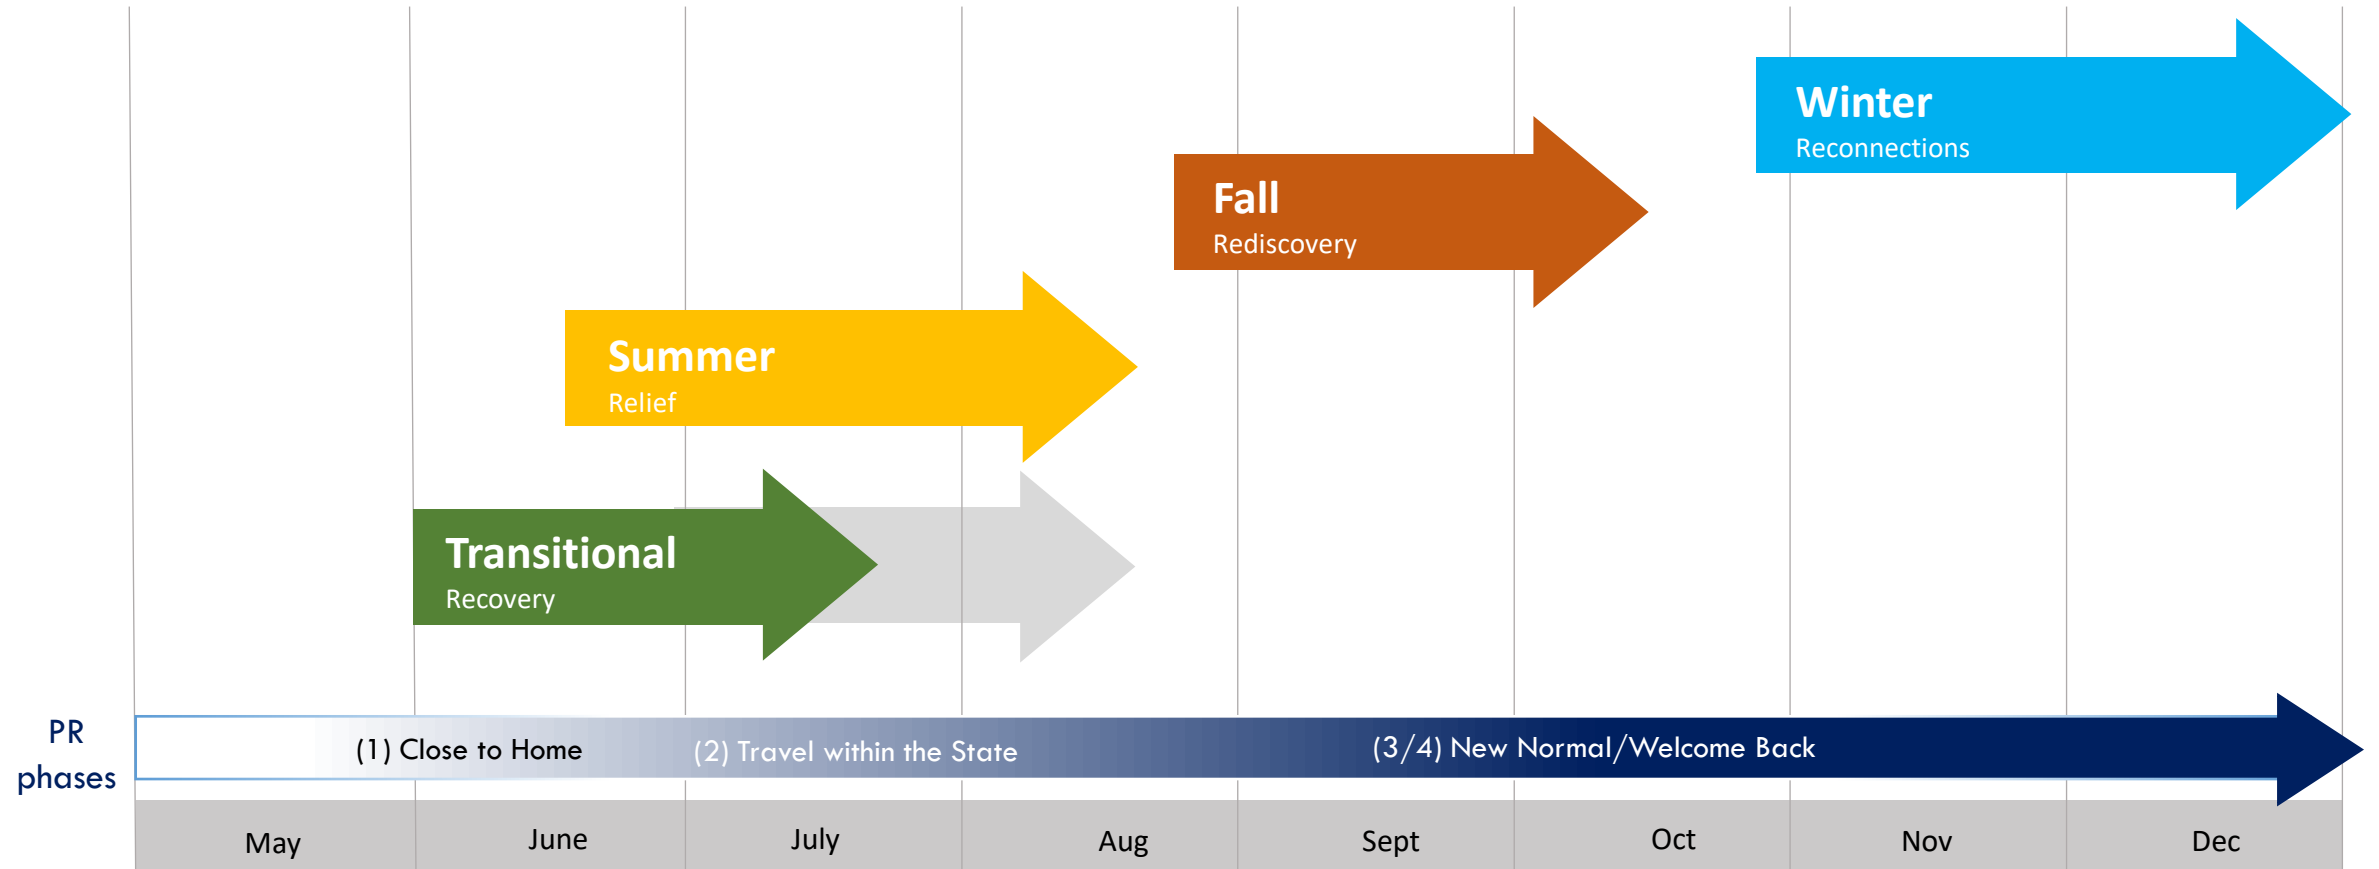 Winter
Reconnections
Fall
Rediscovery
Summer
Relief
Transitional
Recovery
PR
phases
(1) Close to Home
(2) Travel within the State
(3/4) New Normal/Welcome Back
May
June
July
Aug
Sept
Oct
Nov
Dec